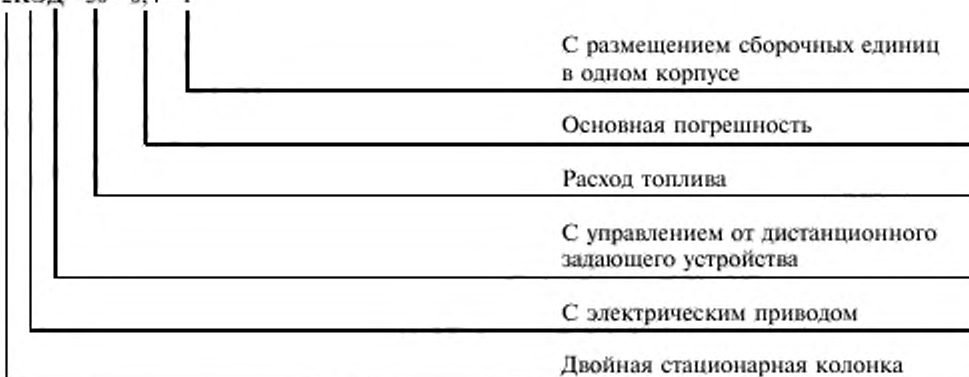 С размещением сборочных единиц
в одном корпусе
Основная погрешность
Расход топлива
С управлением от дистанционного
задающего устройства
С электрическим приводом
Двойная стационарная колонка